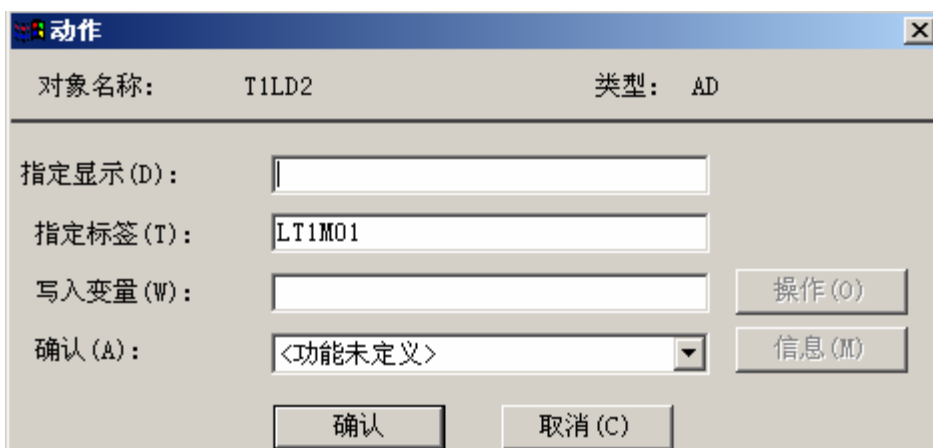 动作
对象名称： T1LD2 类型： AD
指定显示(D)：
指定标签(T)： LT1M01
写入变量(W)： 操作(O)
确认(A)： <功能未定义> 信息(M)
确认 取消(C)